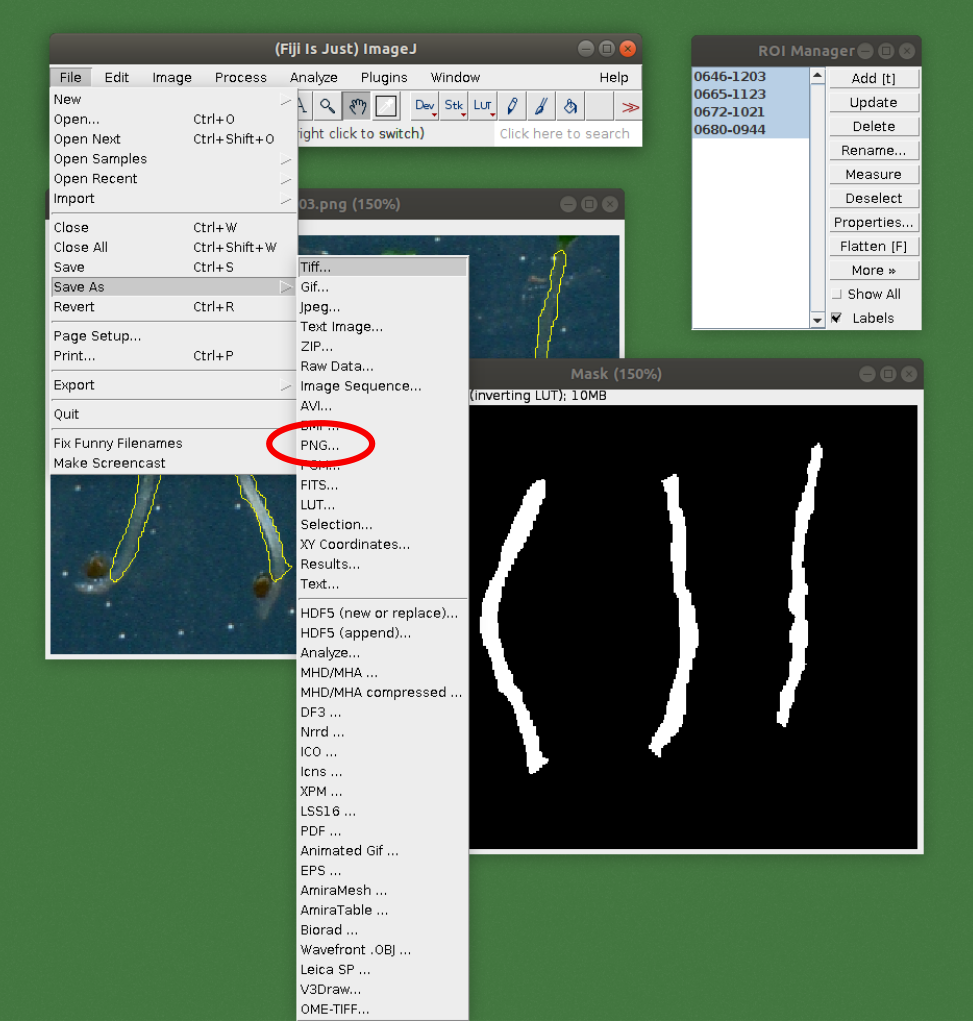 (Fiji Is Just) ImageJ
File Edit Image Process Analyze Plugins Window Help
Dev Stk LUT
right click to switch)
Click here to search
New
Open... Ctrl+O
Open Next Ctrl+Shift+O
Open Samples
Open Recent
Import
Close Ctrl+W
Close All Ctrl+Shift+W
Save Ctrl+S
Save As
Revert Ctrl+R
Page Setup...
Print... Ctrl+P
Export
Quit
Fix Funny Filenames
Make Screencast
03.png (150%)
Tiff...
Gif...
Jpeg...
Text Image...
ZIP...
Raw Data...
Image Sequence...
AVI...
BMP...
PNG...
PGM...
FITS...
LUT...
Selection...
XY Coordinates...
Results...
Text...
HDF5 (new or replace)...
HDF5 (append)...
Analyze...
MHD/MHA ...
MHD/MHA compressed ...
DF3 ...
Nrrd ...
ICO ...
Icns ...
XPM ...
LSS16 ...
PDF ...
Animated Gif ...
EPS ...
AmiraMesh ...
AmiraTable ...
Biorad ...
Wavefront .OBJ ...
Leica SP ...
V3Draw...
OME-TIFF...
ROI Manager
0646-1203
0665-1123
0672-1021
0680-0944
Add [t]
Update
Delete
Rename...
Measure
Deselect
Properties...
Flatten [F]
More »
Show All
Labels
Mask (150%)
(inverting LUT); 10MB